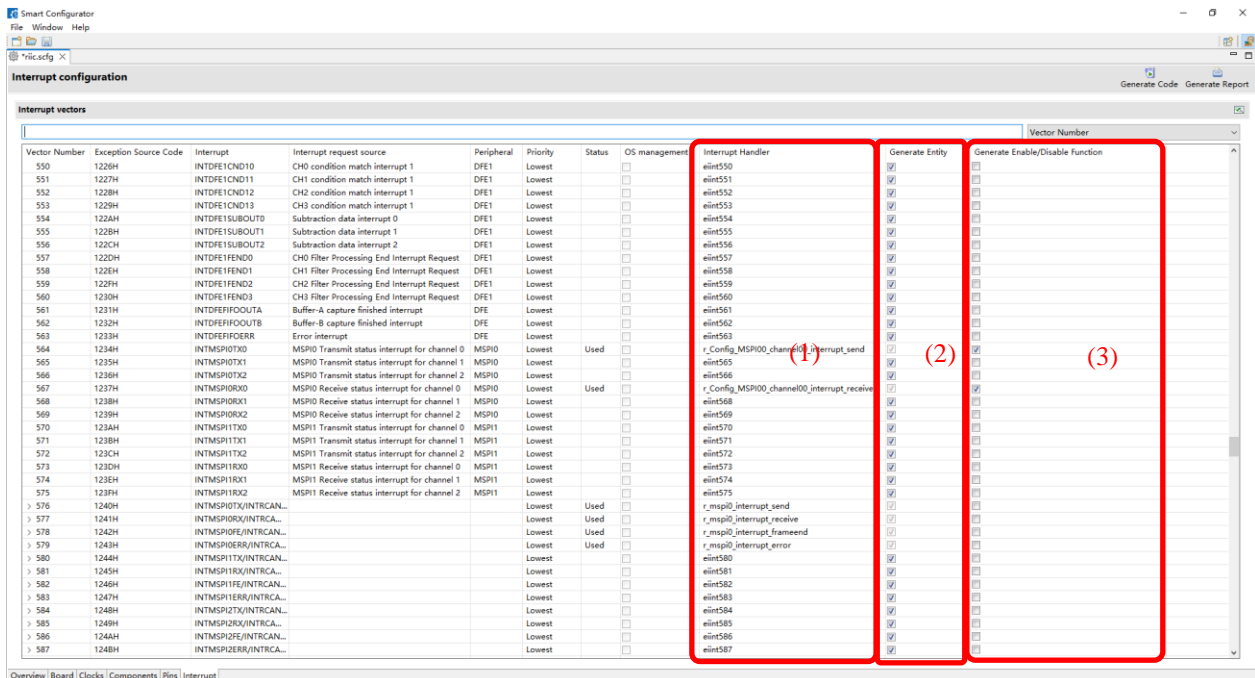 Smart Configurator
File Window Help
*riic.scfg
Interrupt configuration
Generate Code Generate Report
Interrupt vectors
Vector Number
Vector Number Exception Source Code Interrupt Interrupt request source Peripheral Priority Status OS management Interrupt Handler Generate Entity Generate Enable/Disable Function
550 1226H INTDFE1CND10 CH0 condition match interrupt 1 DFE1 Lowest eiint550
551 1227H INTDFE1CND11 CH1 condition match interrupt 1 DFE1 Lowest eiint551
552 1228H INTDFE1CND12 CH2 condition match interrupt 1 DFE1 Lowest eiint552
553 1229H INTDFE1CND13 CH3 condition match interrupt 1 DFE1 Lowest eiint553
554 122AH INTDFE1SUBOUT0 Subtraction data interrupt 0 DFE1 Lowest eiint554
555 122BH INTDFE1SUBOUT1 Subtraction data interrupt 1 DFE1 Lowest eiint555
556 122CH INTDFE1SUBOUT2 Subtraction data interrupt 2 DFE1 Lowest eiint556
557 122DH INTDFE1FEND0 CH0 Filter Processing End Interrupt Request DFE1 Lowest eiint557
558 122EH INTDFE1FEND1 CH1 Filter Processing End Interrupt Request DFE1 Lowest eiint558
559 122FH INTDFE1FEND2 CH2 Filter Processing End Interrupt Request DFE1 Lowest eiint559
560 1230H INTDFE1FEND3 CH3 Filter Processing End Interrupt Request DFE1 Lowest eiint560
561 1231H INTDFEFIFOOUTA Buffer-A capture finished interrupt DFE Lowest eiint561
562 1232H INTDFEFIFOOUTB Buffer-B capture finished interrupt DFE Lowest eiint562
563 1233H INTDFEFIFOERR Error interrupt DFE Lowest eiint563
564 1234H INTMSPI0TX0 MSPI0 Transmit status interrupt for channel 0 MSPI0 Lowest Used r_Config_MSPI00_channel00_interrupt_send
(1) (2) (3)
565 1235H INTMSPI0TX1 MSPI0 Transmit status interrupt for channel 1 MSPI0 Lowest eiint565
566 1236H INTMSPI0TX2 MSPI0 Transmit status interrupt for channel 2 MSPI0 Lowest eiint566
567 1237H INTMSPI0RX0 MSPI0 Receive status interrupt for channel 0 MSPI0 Lowest Used r_Config_MSPI00_channel00_interrupt_receive
568 1238H INTMSPI0RX1 MSPI0 Receive status interrupt for channel 1 MSPI0 Lowest eiint568
569 1239H INTMSPI0RX2 MSPI0 Receive status interrupt for channel 2 MSPI0 Lowest eiint569
570 123AH INTMSPI1TX0 MSPI1 Transmit status interrupt for channel 0 MSPI1 Lowest eiint570
571 123BH INTMSPI1TX1 MSPI1 Transmit status interrupt for channel 1 MSPI1 Lowest eiint571
572 123CH INTMSPI1TX2 MSPI1 Transmit status interrupt for channel 2 MSPI1 Lowest eiint572
573 123DH INTMSPI1RX0 MSPI1 Receive status interrupt for channel 0 MSPI1 Lowest eiint573
574 123EH INTMSPI1RX1 MSPI1 Receive status interrupt for channel 1 MSPI1 Lowest eiint574
575 123FH INTMSPI1RX2 MSPI1 Receive status interrupt for channel 2 MSPI1 Lowest eiint575
> 576 1240H INTMSPI0TX/INTRCAN... Lowest Used r_mspi0_interrupt_send
> 577 1241H INTMSPI0RX/INTRCA... Lowest Used r_mspi0_interrupt_receive
> 578 1242H INTMSPI0FE/INTRCAN... Lowest Used r_mspi0_interrupt_frameend
> 579 1243H INTMSPI0ERR/INTRCA... Lowest Used r_mspi0_interrupt_error
> 580 1244H INTMSPI1TX/INTRCAN... Lowest eiint580
> 581 1245H INTMSPI1RX/INTRCA... Lowest eiint581
> 582 1246H INTMSPI1FE/INTRCAN... Lowest eiint582
> 583 1247H INTMSPI1ERR/INTRCA... Lowest eiint583
> 584 1248H INTMSPI2TX/INTRCAN... Lowest eiint584
> 585 1249H INTMSPI2RX/INTRCA... Lowest eiint585
> 586 124AH INTMSPI2FE/INTRCAN... Lowest eiint586
> 587 124BH INTMSPI2ERR/INTRCA... Lowest eiint587
Overview Board Clocks Components Pins Interrupt